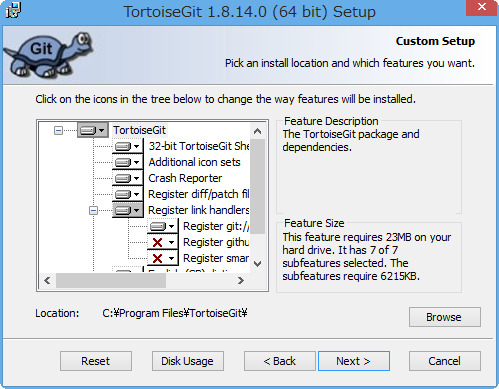 TortoiseGit 1.8.14.0 (64 bit) Setup
Git
Custom Setup
Pick an install location and which features you want.
Click on the icons in the tree below to change the way features will be installed.
TortoiseGit
32-bit TortoiseGit She
Additional icon sets
Crash Reporter
Register diff/patch fil
Register link handlers
Register git://
Register githu
Register smar
Feature Description
The TortoiseGit package and
dependencies.
Feature Size
This feature requires 23MB on your
hard drive. It has 7 of 7
subfeatures selected. The
subfeatures require 6215KB.
Location: C:¥Program Files¥TortoiseGit¥
Browse
Reset
Disk Usage
< Back
Next >
Cancel